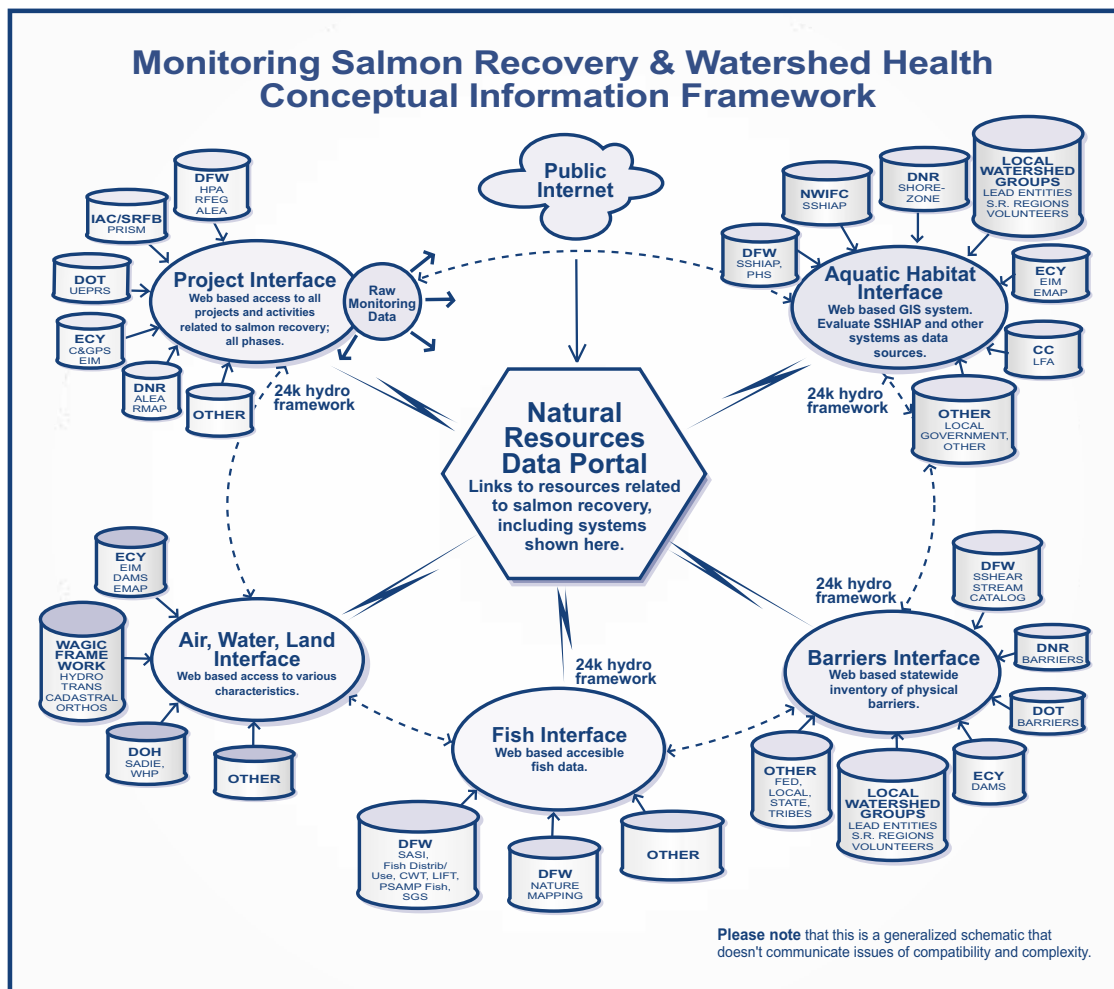 Monitoring Salmon Recovery & Watershed Health
Conceptual Information Framework
Public
Internet
DFW
HPA
RFEG
ALEA
IAC/SRFB
PRISM
DOT
UEPRS
ECY
C&GPS
EIM
DNR
ALEA
RMAP
OTHER
Project Interface
Web based access to all
projects and activities
related to salmon recovery;
all phases.
Raw
Monitoring
Data
24k hydro
framework
NWIFC
SSHIAP
DNR
SHORE-
ZONE
LOCAL
WATERSHED
GROUPS
LEAD ENTITIES
S.R. REGIONS
VOLUNTEERS
DFW
SSHIAP,
PHS
Aquatic Habitat
Interface
Web based GIS system.
Evaluate SSHIAP and other
systems as data
sources.
ECY
EIM
EMAP
CC
LFA
24k hydro
framework
OTHER
LOCAL
GOVERNMENT,
OTHER
Natural
Resources
Data Portal
Links to resources related
to salmon recovery,
including systems
shown here.
ECY
EIM
DAMS
EMAP
WAGIC
FRAME
WORK
HYDRO
TRANS
CADASTRAL
ORTHOS
DOH
SADIE,
WHP
OTHER
Air, Water, Land
Interface
Web based access to various
characteristics.
24k hydro
framework
Fish Interface
Web based accesible
fish data.
DFW
SASI,
Fish Distrib/
Use, CWT, LIFT,
PSAMP Fish,
SGS
DFW
NATURE
MAPPING
OTHER
24k hydro
framework
Barriers Interface
Web based statewide
inventory of physical
barriers.
DFW
SSHEAR
STREAM
CATALOG
DNR
BARRIERS
DOT
BARRIERS
ECY
DAMS
LOCAL
WATERSHED
GROUPS
LEAD ENTITIES
S.R. REGIONS
VOLUNTEERS
OTHER
FED,
LOCAL,
STATE,
TRIBES
Please note that this is a generalized schematic that
doesn't communicate issues of compatibility and complexity.